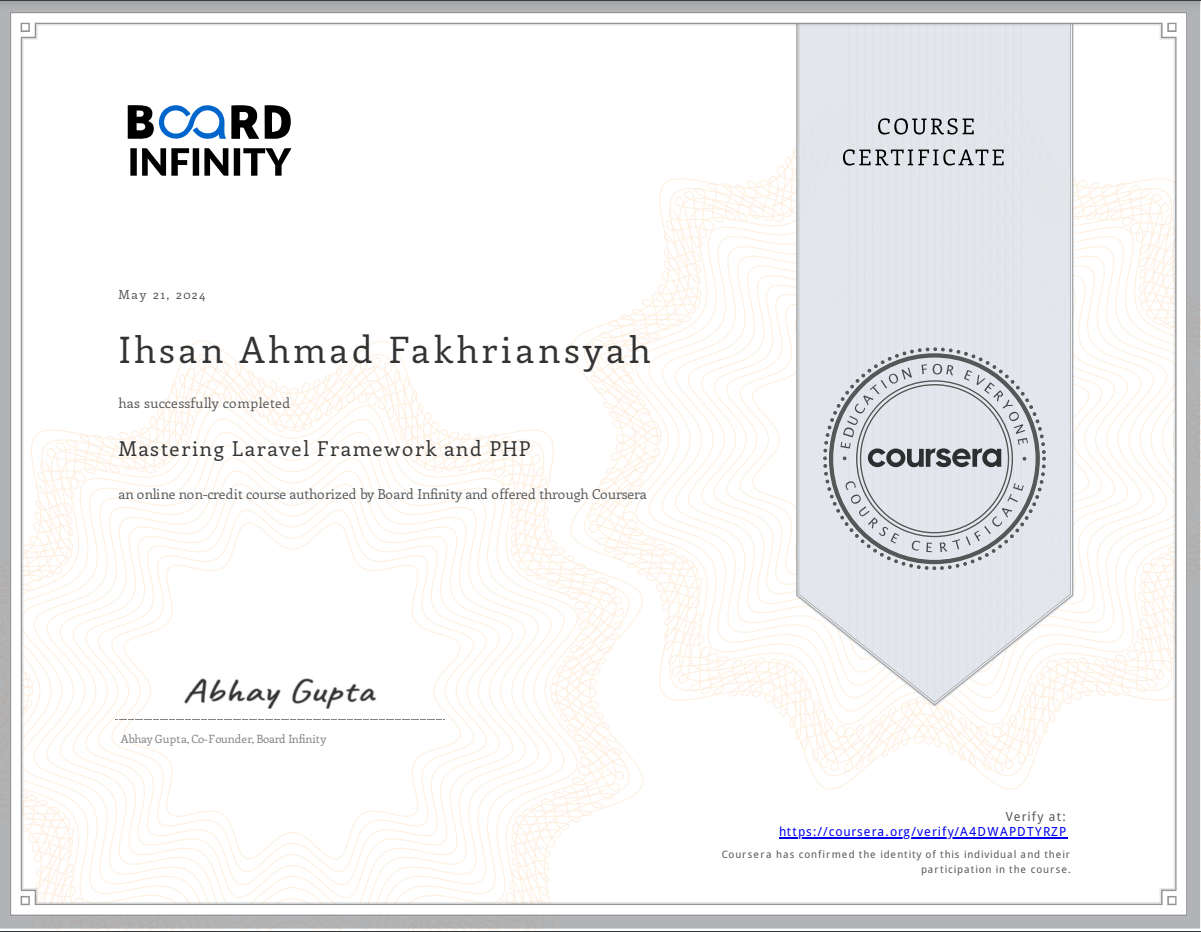 BOARD
INFINITY
COURSE
CERTIFICATE
May 21, 2024
Ihsan Ahmad Fakhriansyah
has successfully completed
Mastering Laravel Framework and PHP
an online non-credit course authorized by Board Infinity and offered through Coursera
EDUCATION FOR EVERYONE
coursera
COURSE CERTIFICATE
Abhay Gupta
Abhay Gupta, Co-Founder, Board Infinity
Verify at:
https://coursera.org/verify/A4DWAPDTYRZP
Coursera has confirmed the identity of this individual and their
participation in the course.